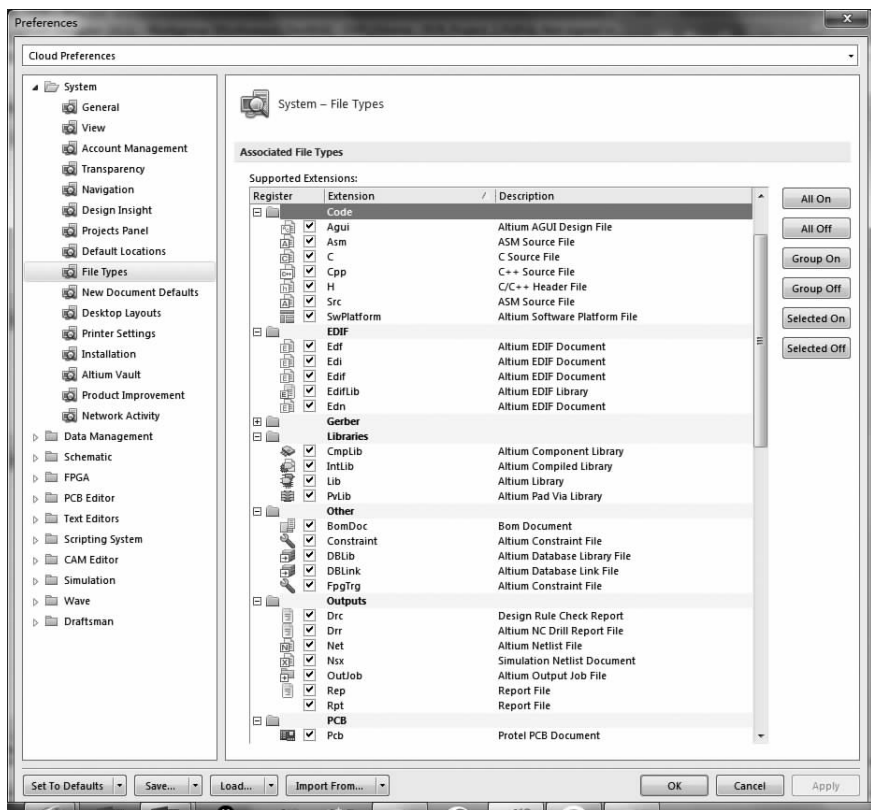 Preferences
x
Cloud Preferences
System
General
View
Account Management
Transparency
Navigation
Design Insight
Projects Panel
Default Locations
File Types
New Document Defaults
Desktop Layouts
Printer Settings
Installation
Altium Vault
Product Improvement
Network Activity
Data Management
Schematic
FPGA
PCB Editor
Text Editors
Scripting System
CAM Editor
Simulation
Wave
Draftsman
System – File Types
Associated File Types
Supported Extensions:
Register Extension / Description
Code
Agui Altium AGUI Design File
Asm ASM Source File
C C Source File
Cpp C++ Source File
H C/C++ Header File
Src ASM Source File
SwPlatform Altium Software Platform File
EDIF
Edf Altium EDIF Document
Edi Altium EDIF Document
Edif Altium EDIF Document
EdifLib Altium EDIF Library
Edn Altium EDIF Document
Gerber
Libraries
CmpLib Altium Component Library
IntLib Altium Compiled Library
Lib Altium Library
PvLib Altium Pad Via Library
Other
BomDoc Bom Document
Constraint Altium Constraint File
DBLib Altium Database Library File
DBLink Altium Database Link File
FpgTrg Altium Constraint File
Outputs
Drc Design Rule Check Report
Drr Altium NC Drill Report File
Net Altium Netlist File
Nsx Simulation Netlist Document
OutJob Altium Output Job File
Rep Report File
Rpt Report File
PCB
Pcb Protel PCB Document
All On
All Off
Group On
Group Off
Selected On
Selected Off
Set To Defaults Save... Load... Import From... OK Cancel Apply